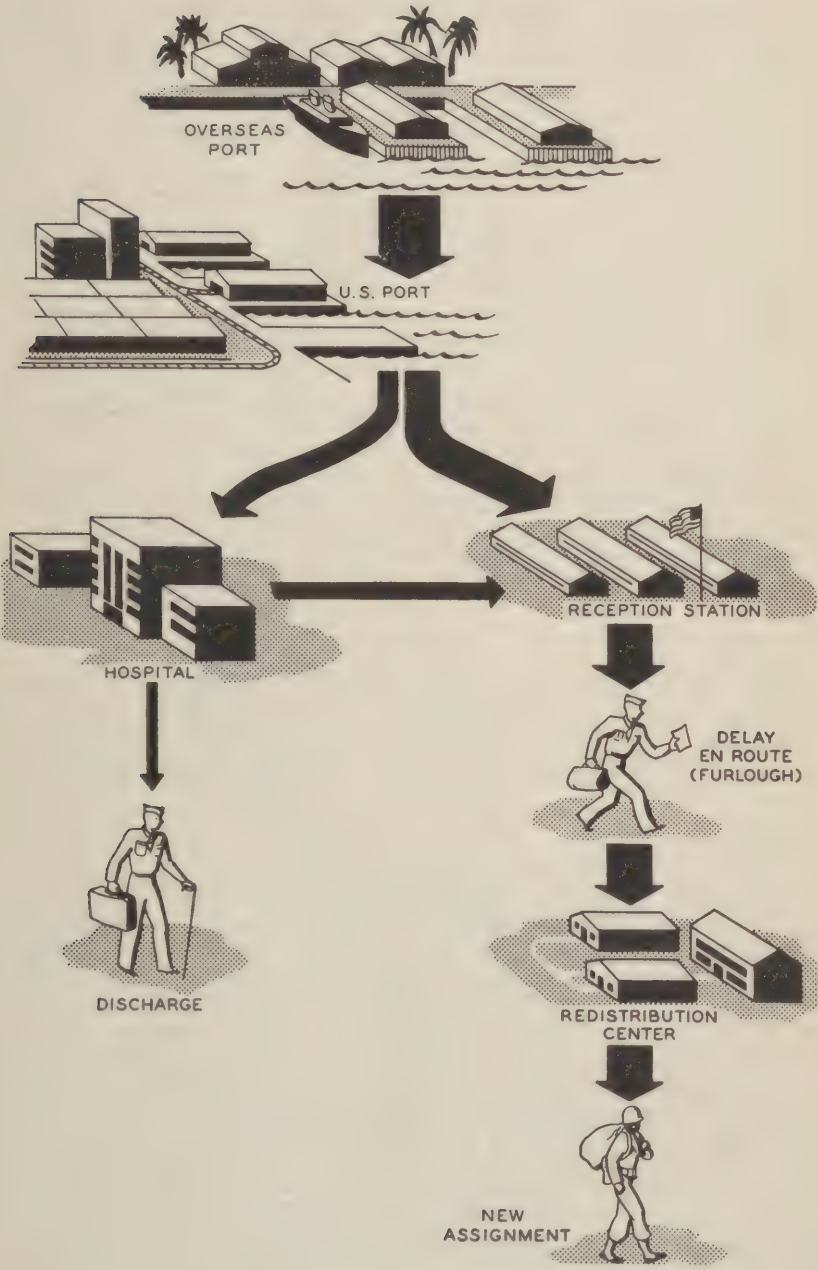 OVERSEAS
PORT
U.S. PORT
HOSPITAL
RECEPTION STATION
DELAY
EN ROUTE
(FURLOUGH)
DISCHARGE
REDISTRIBUTION
CENTER
NEW
ASSIGNMENT